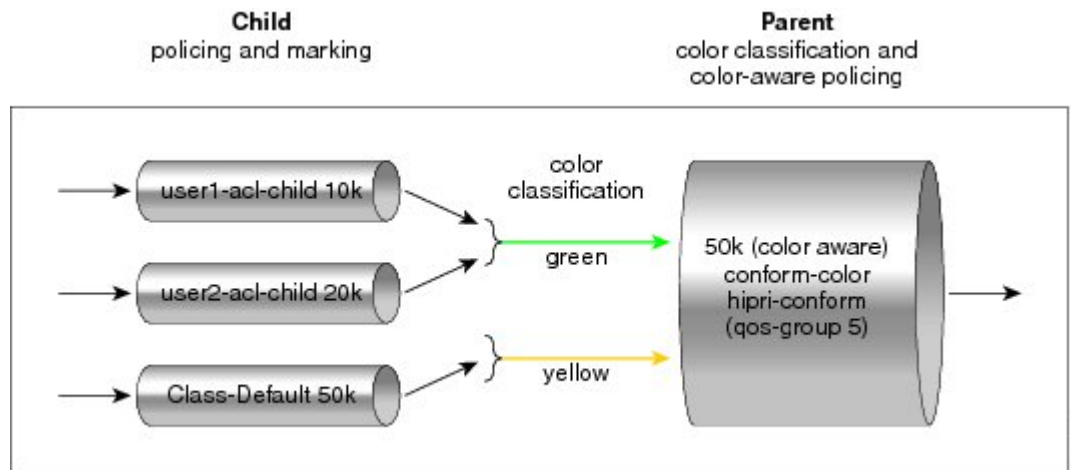 Child
policing and marking
Parent
color classification and
color-aware policing
user1-acl-child 10k
user2-acl-child 20k
Class-Default 50k
color
classification
green
yellow
50k (color aware)
conform-color
hipri-conform
(qos-group 5)